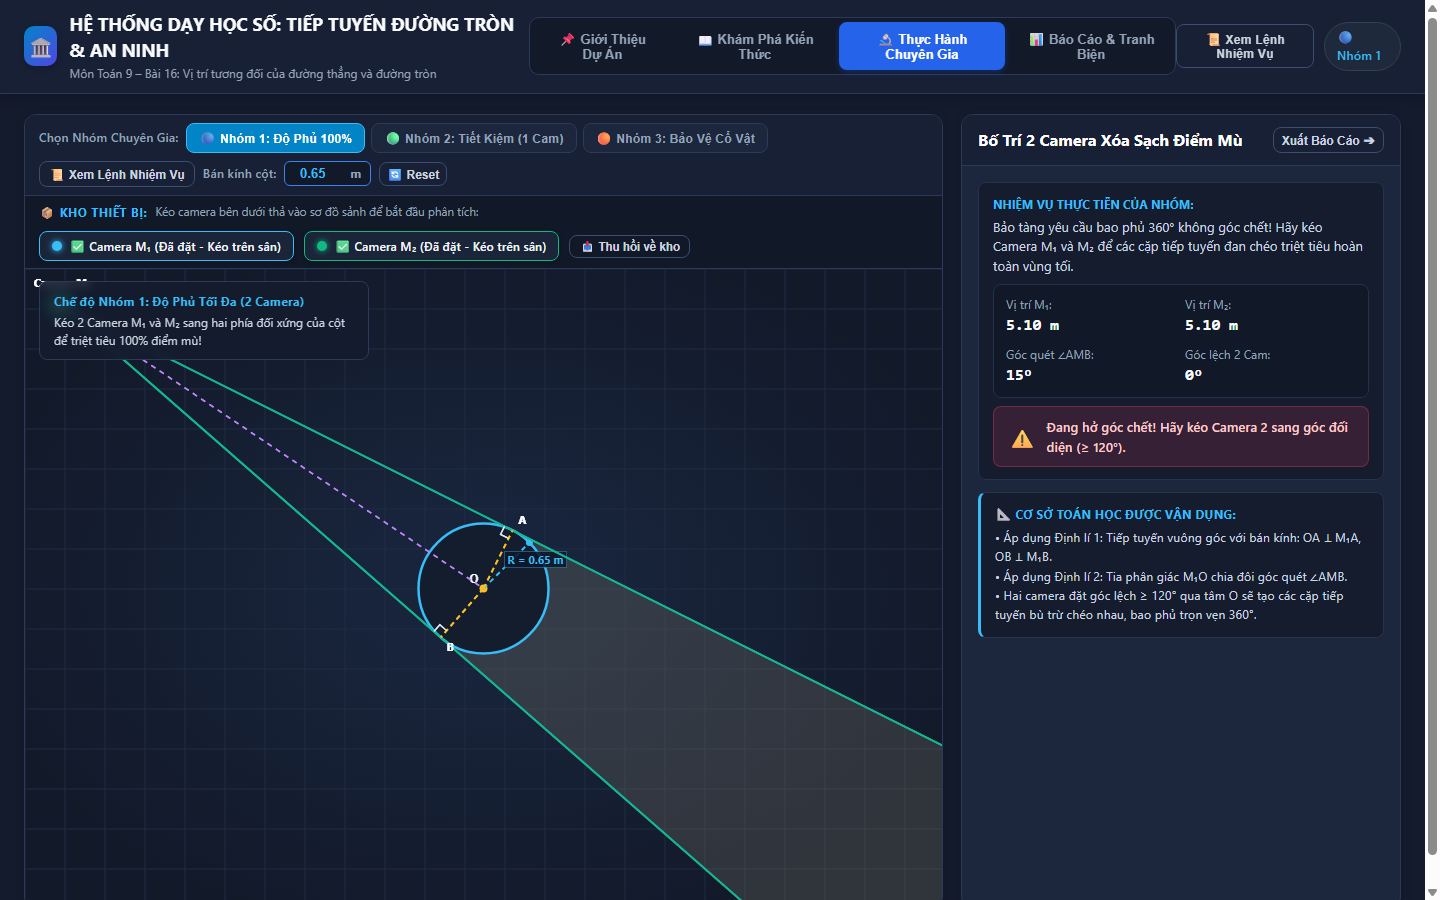 HỆ THỐNG DẠY HỌC SỐ: TIẾP TUYẾN ĐƯỜNG TRÒN
& AN NINH
Môn Toán 9 – Bài 16: Vị trí tương đối của đường thẳng và đường tròn
Giới Thiệu
Dự Án
Khám Phá Kiến
Thức
Thực Hành
Chuyên Gia
Báo Cáo & Tranh
Biện
Xem Lệnh
Nhiệm Vụ
Nhóm 1
Chọn Nhóm Chuyên Gia:
Nhóm 1: Độ Phủ 100%
Nhóm 2: Tiết Kiệm (1 Cam)
Nhóm 3: Bảo Vệ Cổ Vật
Xem Lệnh Nhiệm Vụ
Bán kính cột:
0.65 m
Reset
KHO THIẾT BỊ: Kéo camera bên dưới thả vào sơ đồ sảnh để bắt đầu phân tích:
Camera M₁ (Đã đặt - Kéo trên sân)
Camera M₂ (Đã đặt - Kéo trên sân)
Thu hồi về kho
Chế độ Nhóm 1: Độ Phủ Tối Đa (2 Camera)
Kéo 2 Camera M₁ và M₂ sang hai phía đối xứng của cột
để triệt tiêu 100% điểm mù!
A
R = 0.65 m
O
B
Bố Trí 2 Camera Xóa Sạch Điểm Mù
Xuất Báo Cáo ➔
NHIỆM VỤ THỰC TIỄN CỦA NHÓM:
Bảo tàng yêu cầu bao phủ 360° không góc chết! Hãy kéo
Camera M₁ và M₂ để các cặp tiếp tuyến đan chéo triệt tiêu hoàn
toàn vùng tối.
Vị trí M₁:
5.10 m
Vị trí M₂:
5.10 m
Góc quét ∠AMB:
15°
Góc lệch 2 Cam:
0°
Đang hở góc chết! Hãy kéo Camera 2 sang góc đối
diện (≥ 120°).
CƠ SỞ TOÁN HỌC ĐƯỢC VẬN DỤNG:
• Áp dụng Định lí 1: Tiếp tuyến vuông góc với bán kính: OA ⊥ M₁A,
OB ⊥ M₁B.
• Áp dụng Định lí 2: Tia phân giác M₁O chia đôi góc quét ∠AMB.
• Hai camera đặt góc lệch ≥ 120° qua tâm O sẽ tạo các cặp tiếp
tuyến bù trừ chéo nhau, bao phủ trọn vẹn 360°.